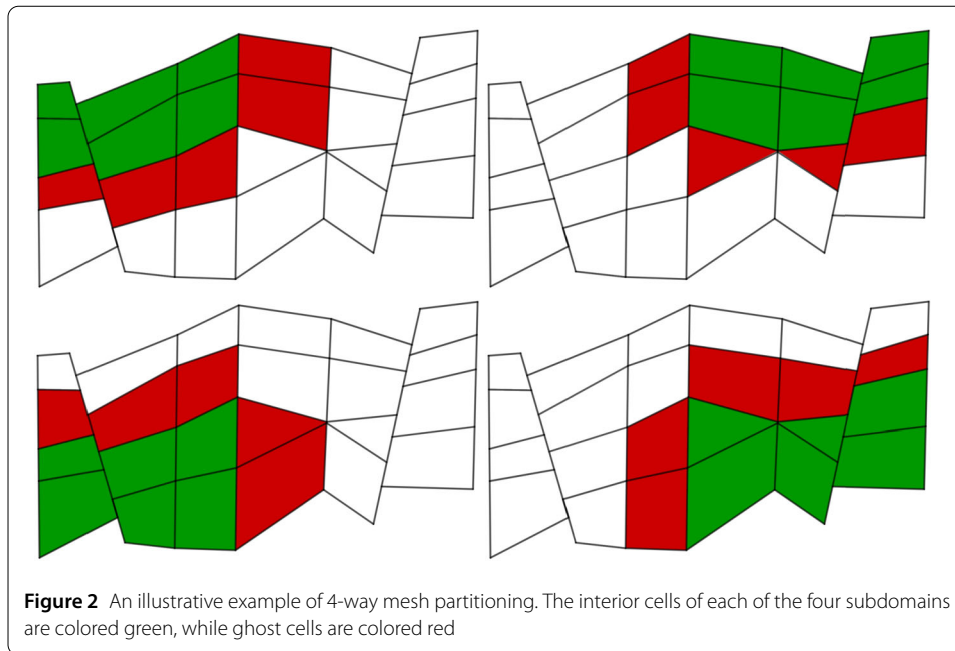 Figure 2 An illustrative example of 4-way mesh partitioning. The interior cells of each of the four subdomains
are colored green, while ghost cells are colored red